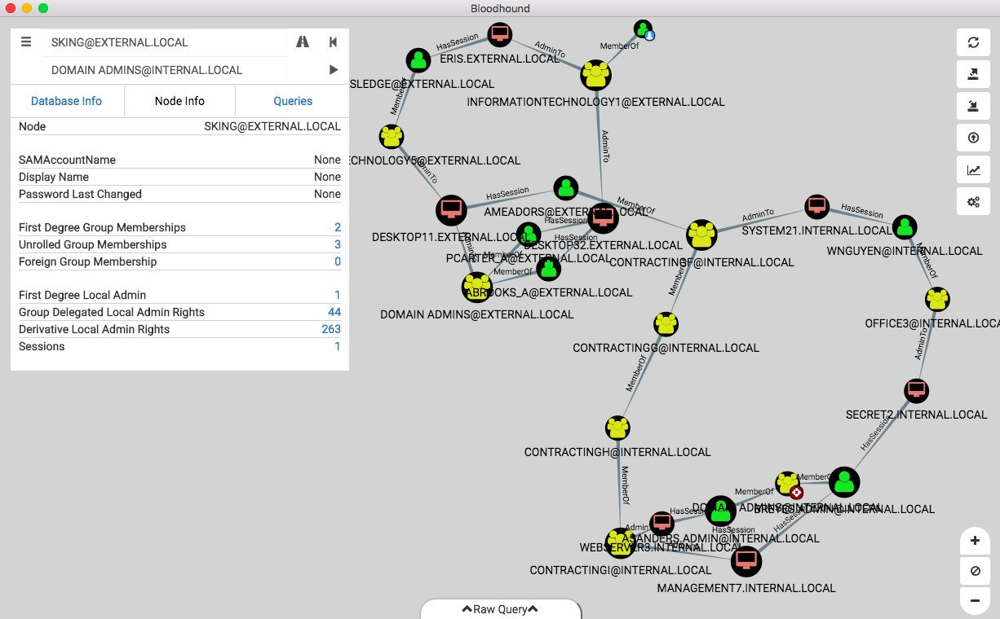 Bloodhound
SKING@EXTERNAL.LOCAL
DOMAIN ADMINS@INTERNAL.LOCAL
Database Info
Node Info
Queries
Node SKING@EXTERNAL.LOCAL
SAMAccountName None
Display Name None
Password Last Changed None
First Degree Group Memberships 2
Unrolled Group Memberships 3
Foreign Group Membership 0
First Degree Local Admin 1
Group Delegated Local Admin Rights 44
Derivative Local Admin Rights 263
Sessions 1
HasSession
AdminTo
MemberOf
ERIS.EXTERNAL.LOCAL
SLEDGE@EXTERNAL.LOCAL
INFORMATIONTECHNOLOGY1@EXTERNAL.LOCAL
MemberOf
AdminTo
ECHNOLOGY5@EXTERNAL.LOCAL
AdminTo
HasSession
MemberOf
AMEADORS@EXTERNAL.LOCAL
AdminTo
HasSession
SYSTEM21.INTERNAL.LOCAL
HasSession
HasSession
DESKTOP11.EXTERNAL.LOCAL
DESKTOP32.EXTERNAL.LOCAL
WNGUYEN@INTERNAL.LOCAL
AdminTo
MemberOf
PCARTER_A@EXTERNAL.LOCAL
CONTRACTINGF@INTERNAL.LOCAL
MemberOf
MemberOf
MemberOf
ABROOKS_A@EXTERNAL.LOCAL
DOMAIN ADMINS@EXTERNAL.LOCAL
OFFICE3@INTERNAL.LOCA
AdminTo
CONTRACTINGG@INTERNAL.LOCAL
MemberOf
SECRET2.INTERNAL.LOCAL
HasSession
CONTRACTINGH@INTERNAL.LOCAL
MemberOf
MemberOf
MemberOf
HasSession
DOMAIN ADMINS@INTERNAL.LOCAL
BREYES.ADMIN@INTERNAL.LOCAL
HasSession
HasSession
AdminTo
ASANDERS.ADMIN@INTERNAL.LOCAL
WEBSERVER3.INTERNAL.LOCAL
CONTRACTINGI@INTERNAL.LOCAL
MANAGEMENT7.INTERNAL.LOCAL
Raw Query